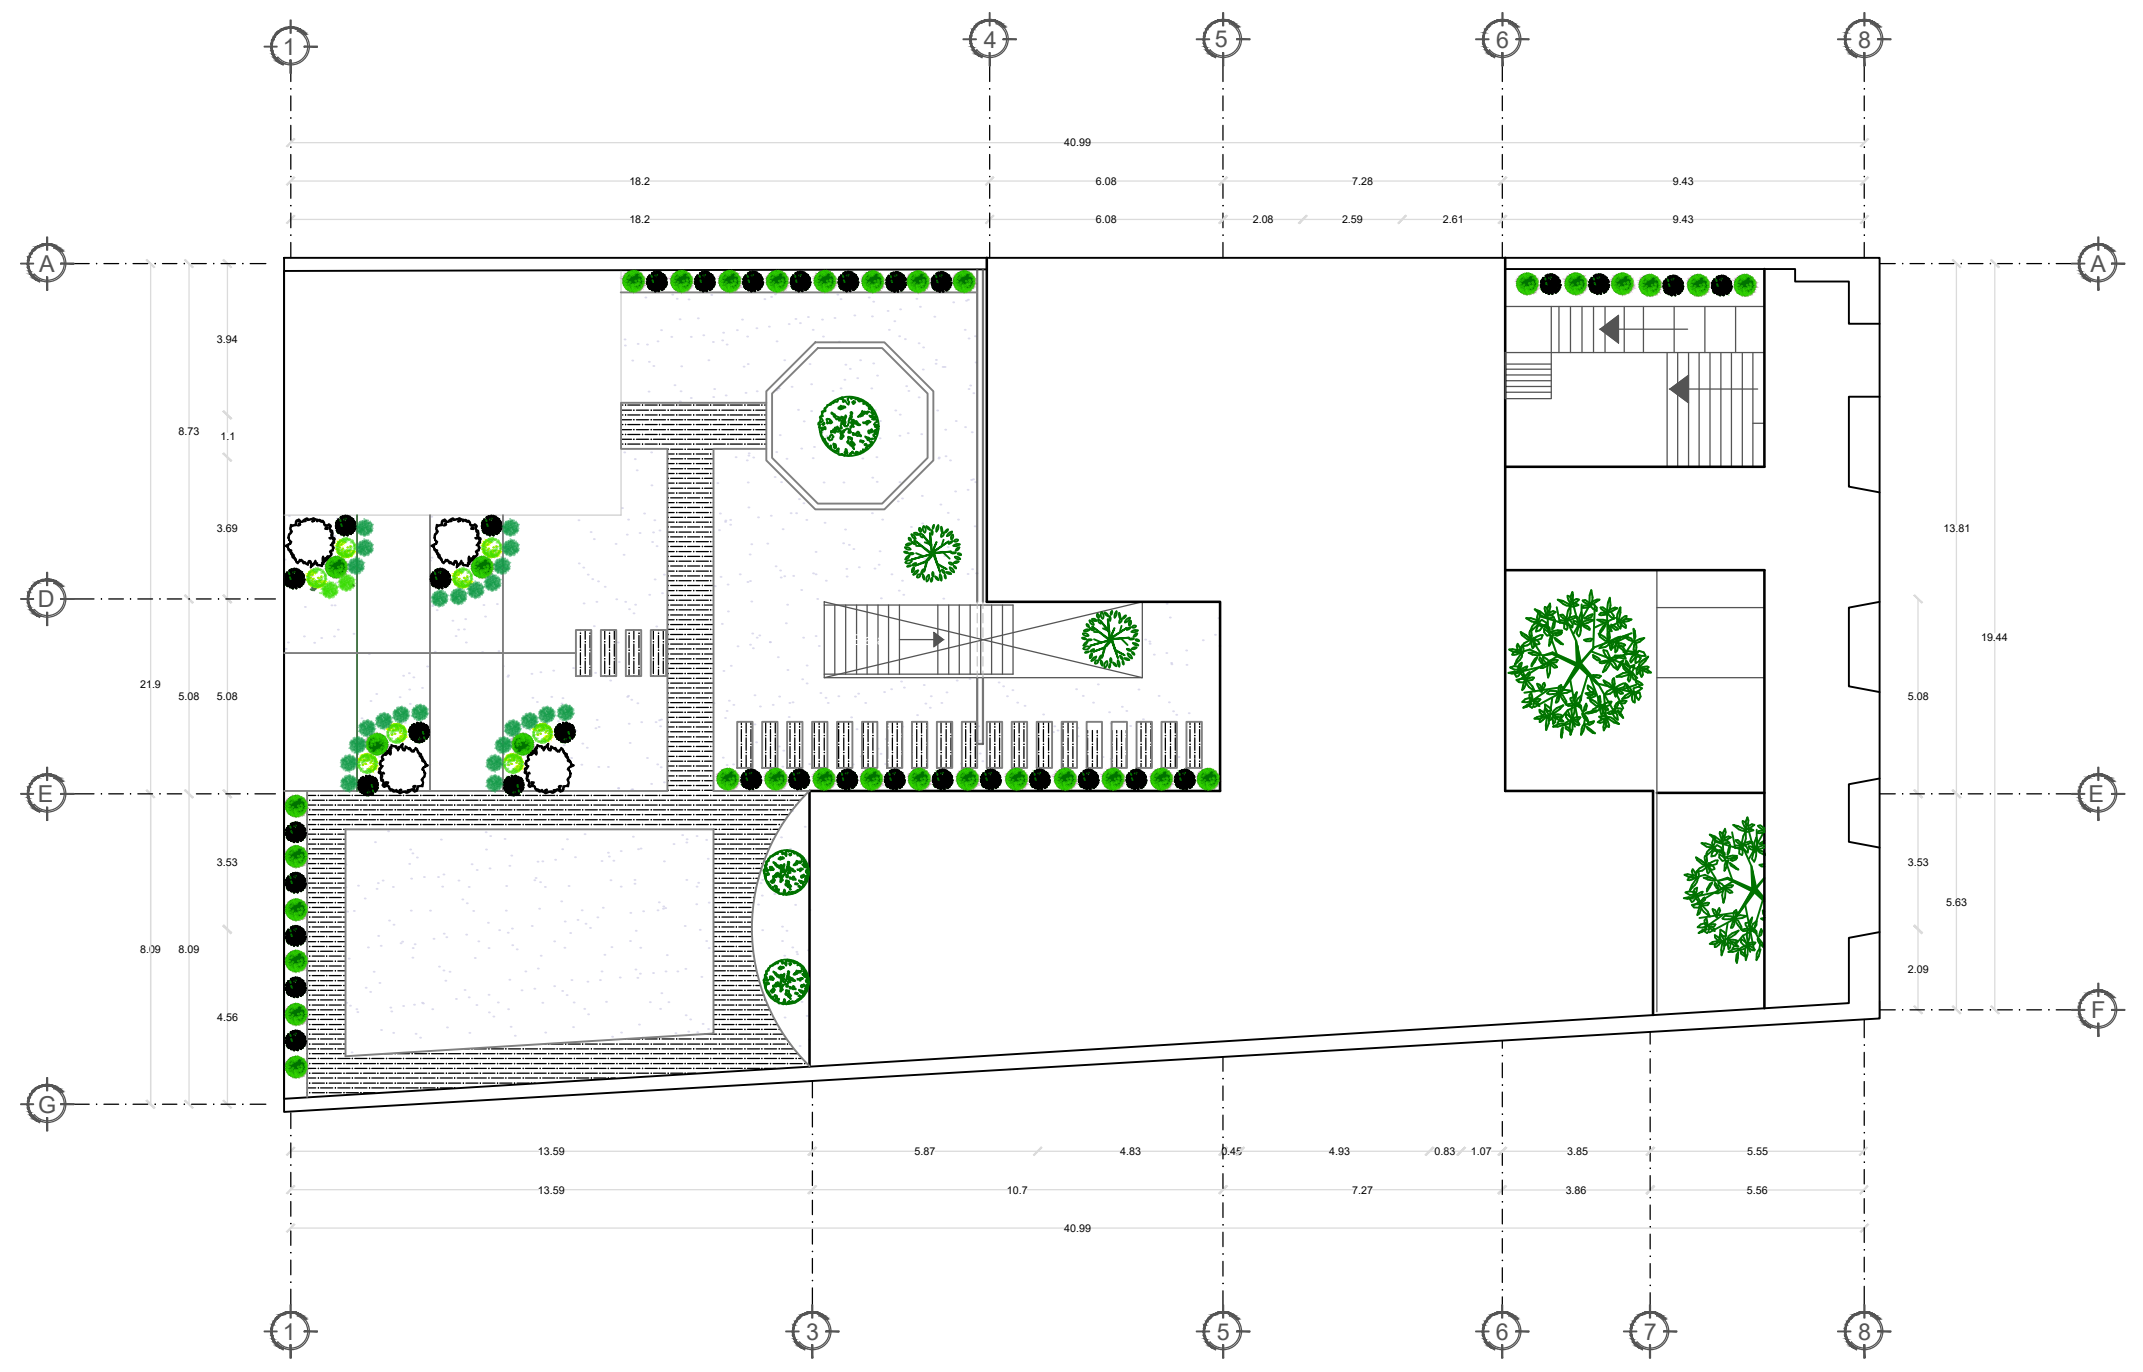 1 4 5 6 8
40.99
18.2 6.08 7.28 9.43
18.2 6.08 2.08 2.59 2.61 9.43
A A
3.94
8.73 1.1
3.69 13.81
D
19.44
21.9 5.08 5.08 5.08
E E
3.53 3.53
5.63
8.09 8.09 2.09
4.56
F
G
13.59 5.87 4.83 0.45 4.93 0.83 1.07 3.85 5.55
13.59 10.7 7.27 3.86 5.56
40.99
1 3 5 6 7 8